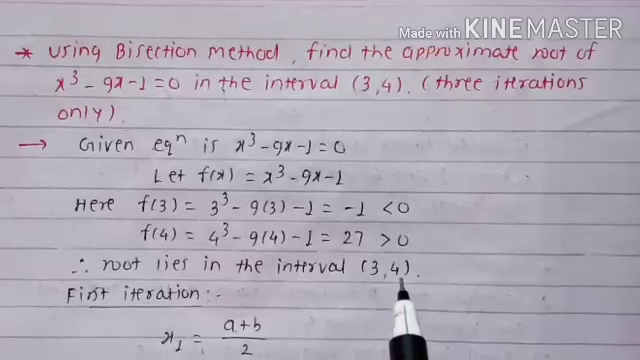 Made with KINEMASTER
* Using Bisection method, find the approximate root of
x³ - 9x - 1 = 0 in the interval (3,4). (three iterations
only).
→ Given eqⁿ is x³ - 9x - 1 = 0
Let f(x) = x³ - 9x - 1
Here f(3) = 3³ - 9(3) - 1 = -1 < 0
f(4) = 4³ - 9(4) - 1 = 27 > 0
∴ root lies in the interval (3,4).
First iteration :-
x₁ = a+b / 2